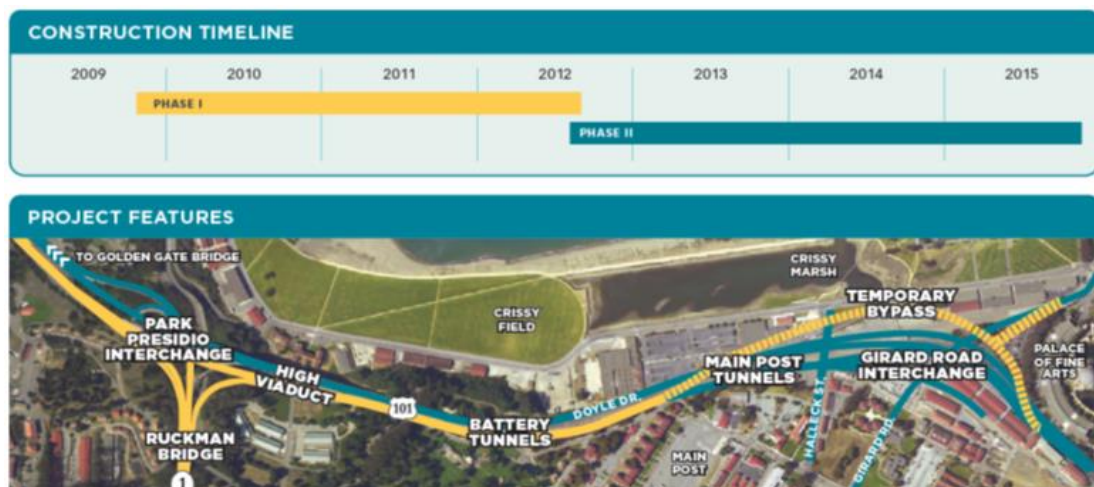 CONSTRUCTION TIMELINE
2009 2010 2011 2012 2013 2014 2015
PHASE I
PHASE II
PROJECT FEATURES
TO GOLDEN GATE BRIDGE
CRISSY
MARSH
TEMPORARY
BYPASS
CRISSY
FIELD
PARK
PRESIDIO
INTERCHANGE
PALACE
OF FINE
ARTS
MAIN POST
TUNNELS
GIRARD ROAD
INTERCHANGE
HIGH
VIADUCT
101
DOYLE DR.
BATTERY
TUNNELS
HALLECK ST.
GIRARD RD.
RUCKMAN
BRIDGE
MAIN
POST
1